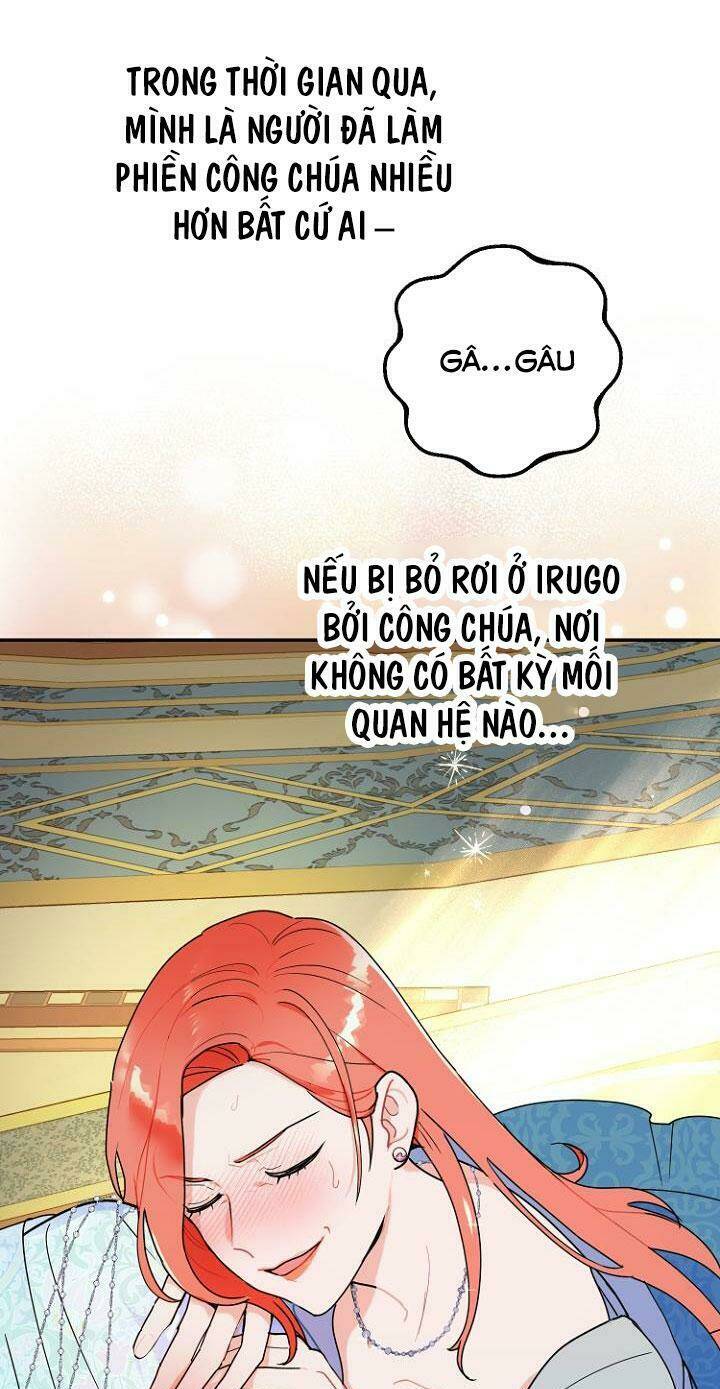 TRONG THỜI GIAN QUA,
MÌNH LÀ NGƯỜI ĐÃ LÀM
PHIỀN CÔNG CHÚA NHIỀU
HƠN BẤT CỨ AI –
GÂ...GÂU
NẾU BỊ BỎ RƠI Ở IRUGO
BỞI CÔNG CHÚA, NƠI
KHÔNG CÓ BẤT KỲ MỐI
QUAN HỆ NÀO...